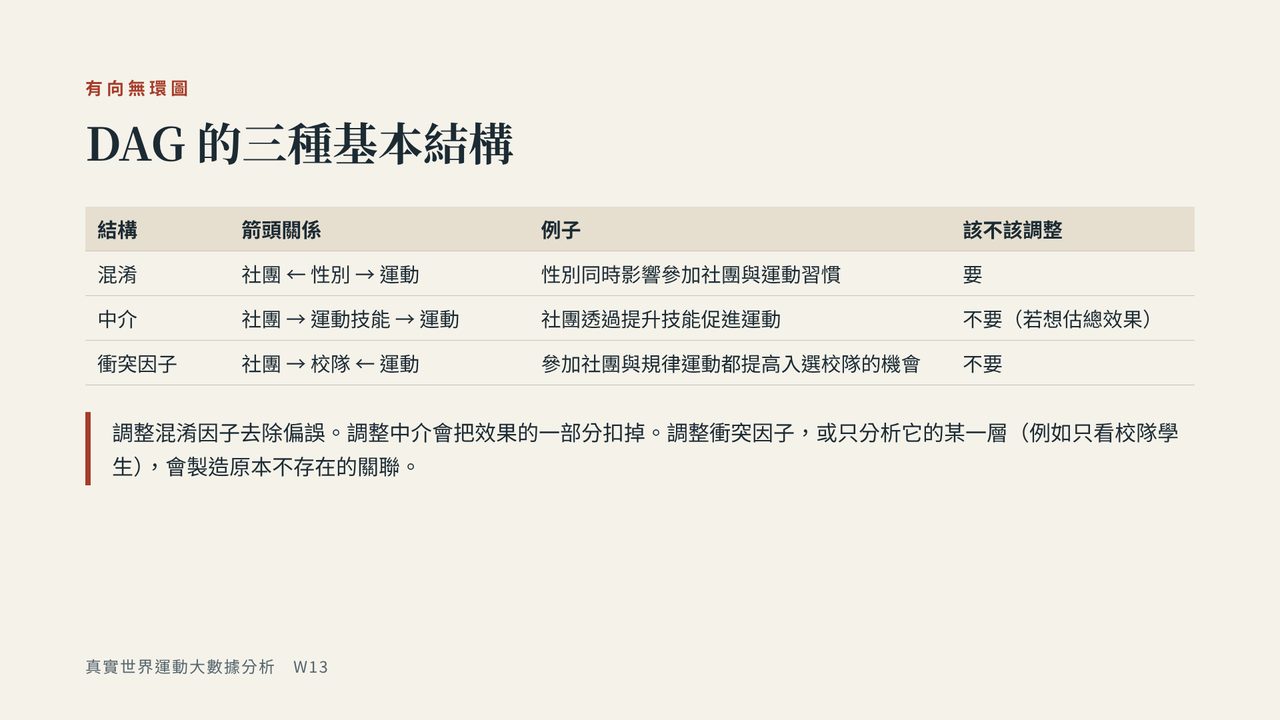 有向無環圖
DAG 的三種基本結構
結構 箭頭關係 例子 該不該調整
混淆 社團 ← 性別 → 運動 性別同時影響參加社團與運動習慣 要
中介 社團 → 運動技能 → 運動 社團透過提升技能促進運動 不要（若想估總效果）
衝突因子 社團 → 校隊 ← 運動 參加社團與規律運動都提高入選校隊的機會 不要
調整混淆因子去除偏誤。調整中介會把效果的一部分扣掉。調整衝突因子，或只分析它的某一層（例如只看校隊學
生），會製造原本不存在的關聯。
真實世界運動大數據分析 W13